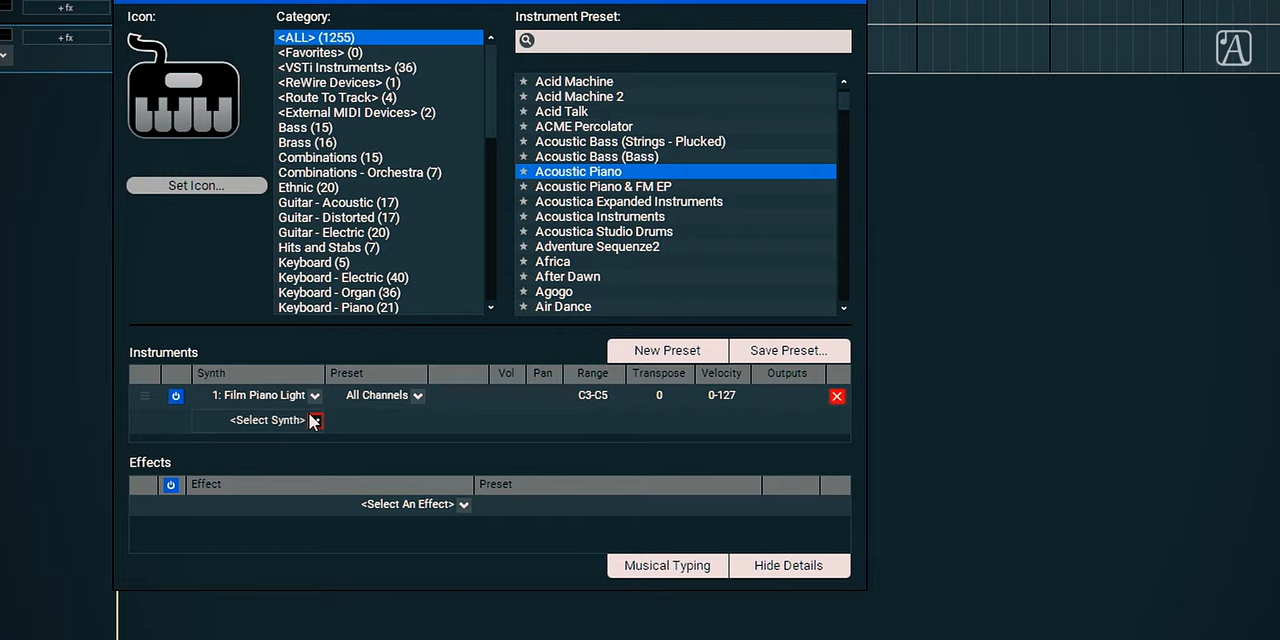 +fx
+fx
Icon:
Set Icon...
Category:
<ALL> (1255)
<Favorites> (0)
<VSTi Instruments> (36)
<ReWire Devices> (1)
<Route To Track> (4)
<External MIDI Devices> (2)
Bass (15)
Brass (16)
Combinations (15)
Combinations - Orchestra (7)
Ethnic (20)
Guitar - Acoustic (17)
Guitar - Distorted (17)
Guitar - Electric (20)
Hits and Stabs (7)
Keyboard (5)
Keyboard - Electric (40)
Keyboard - Organ (36)
Keyboard - Piano (21)
Instrument Preset:
Acid Machine
Acid Machine 2
Acid Talk
ACME Percolator
Acoustic Bass (Strings - Plucked)
Acoustic Bass (Bass)
Acoustic Piano
Acoustic Piano & FM EP
Acoustica Expanded Instruments
Acoustica Instruments
Acoustica Studio Drums
Adventure Sequenze2
Africa
After Dawn
Agogo
Air Dance
A
Instruments
New Preset Save Preset...
Synth Preset Vol Pan Range Transpose Velocity Outputs
1: Film Piano Light All Channels C3-C5 0 0-127
<Select Synth>
Effects
Effect Preset
<Select An Effect>
Musical Typing Hide Details